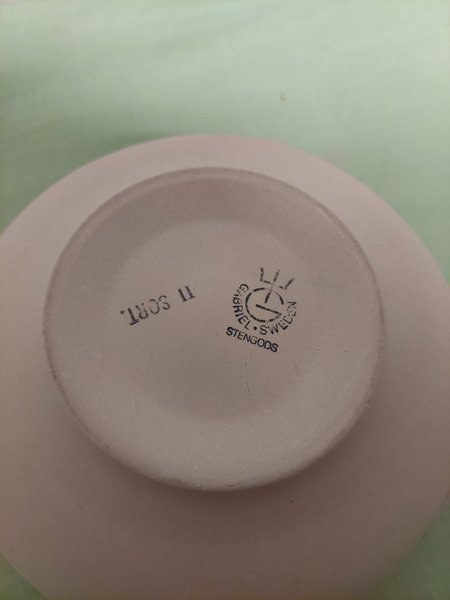 II SORT.
G
GABRIEL • SWEDEN
STENGODS